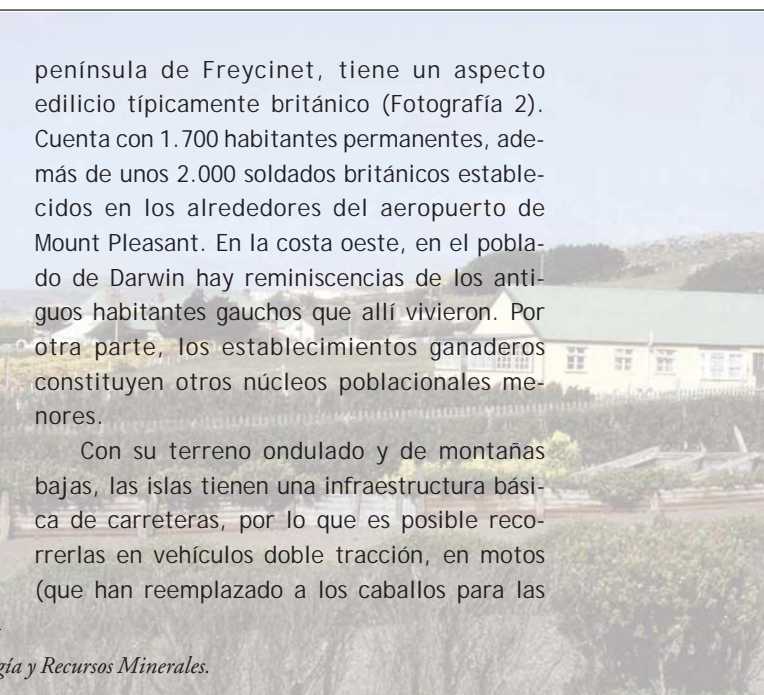 península de Freycinet, tiene un aspecto
edilicio típicamente británico (Fotografía 2).
Cuenta con 1.700 habitantes permanentes, ade-
más de unos 2.000 soldados británicos estable-
cidos en los alrededores del aeropuerto de
Mount Pleasant. En la costa oeste, en el pobla-
do de Darwin hay reminiscencias de los anti-
guos habitantes gauchos que allí vivieron. Por
otra parte, los establecimientos ganaderos
constituyen otros núcleos poblacionales me-
nores.
Con su terreno ondulado y de montañas
bajas, las islas tienen una infraestructura bási-
ca de carreteras, por lo que es posible reco-
rrerlas en vehículos doble tracción, en motos
(que han reemplazado a los caballos para las
gía y Recursos Minerales.